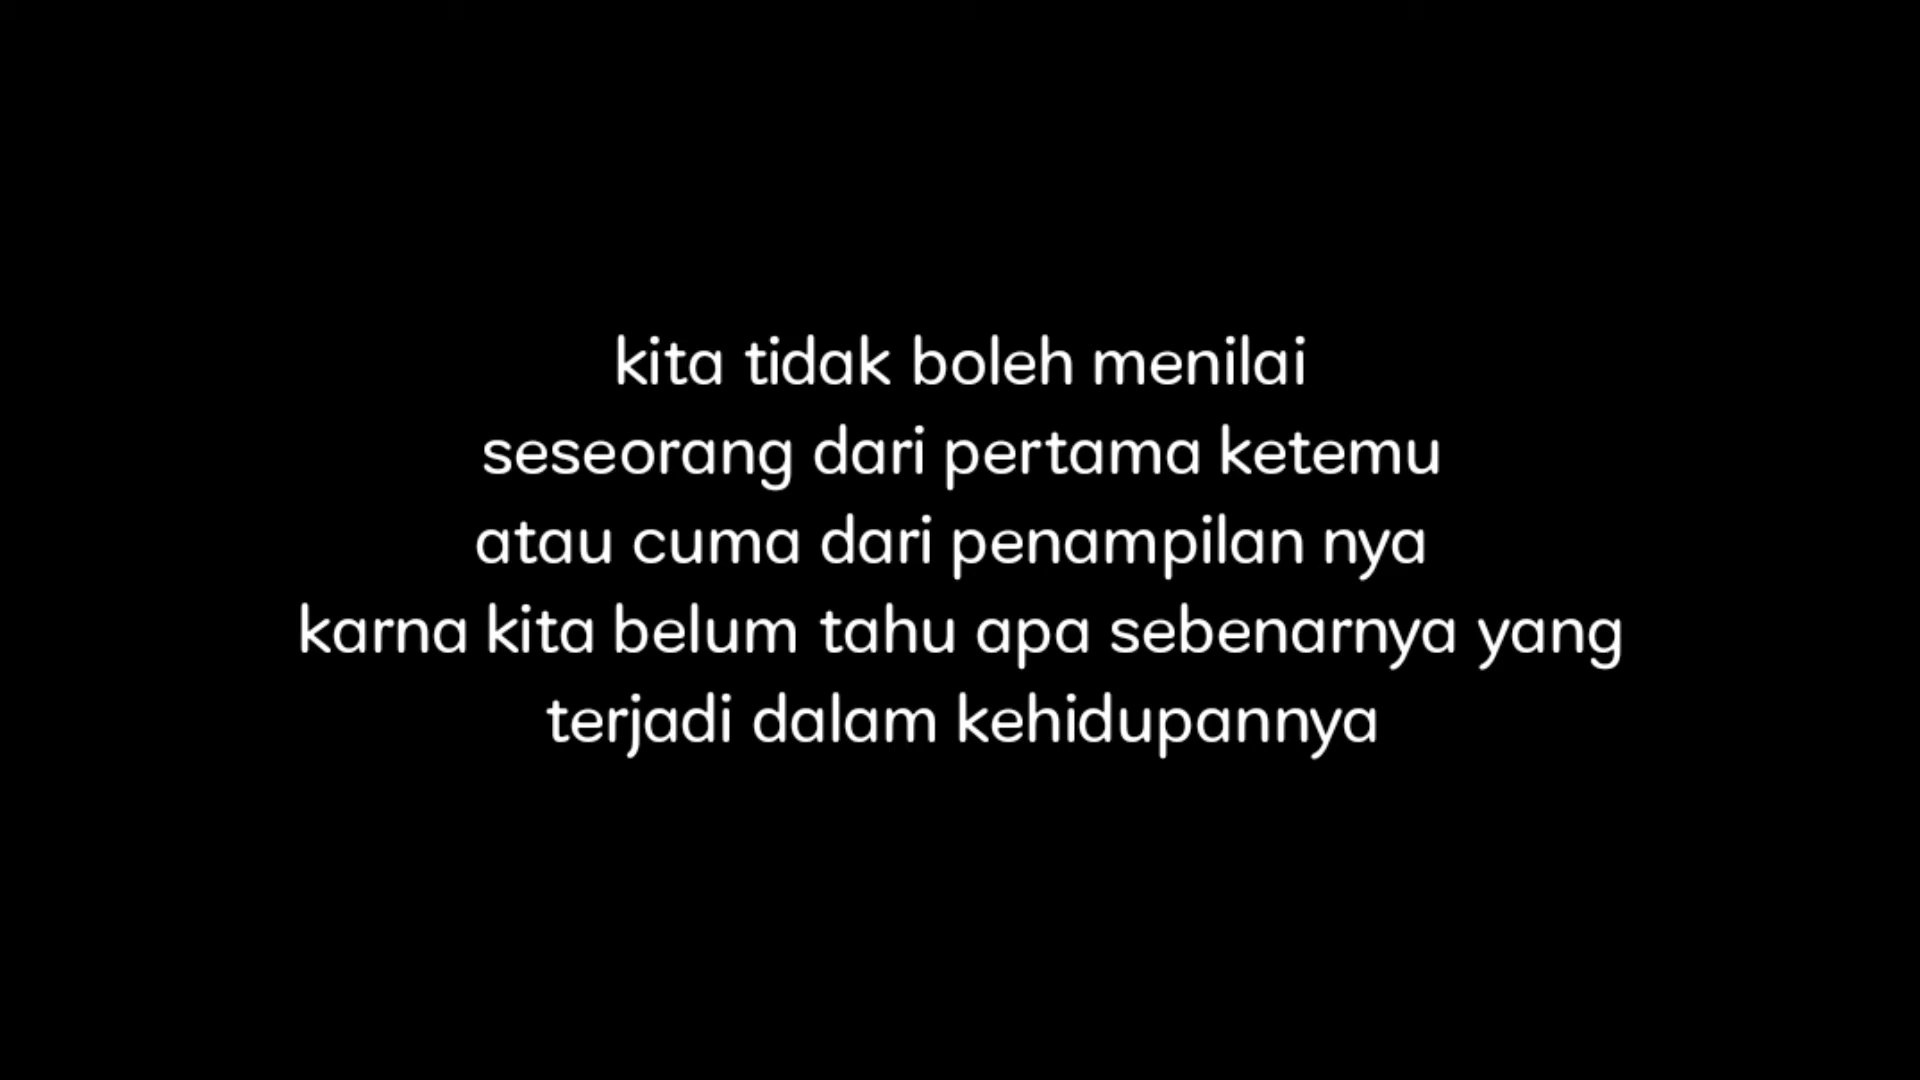 kita tidak boleh menilai
seseorang dari pertama ketemu
atau cuma dari penampilan nya
karna kita belum tahu apa sebenarnya yang
terjadi dalam kehidupannya